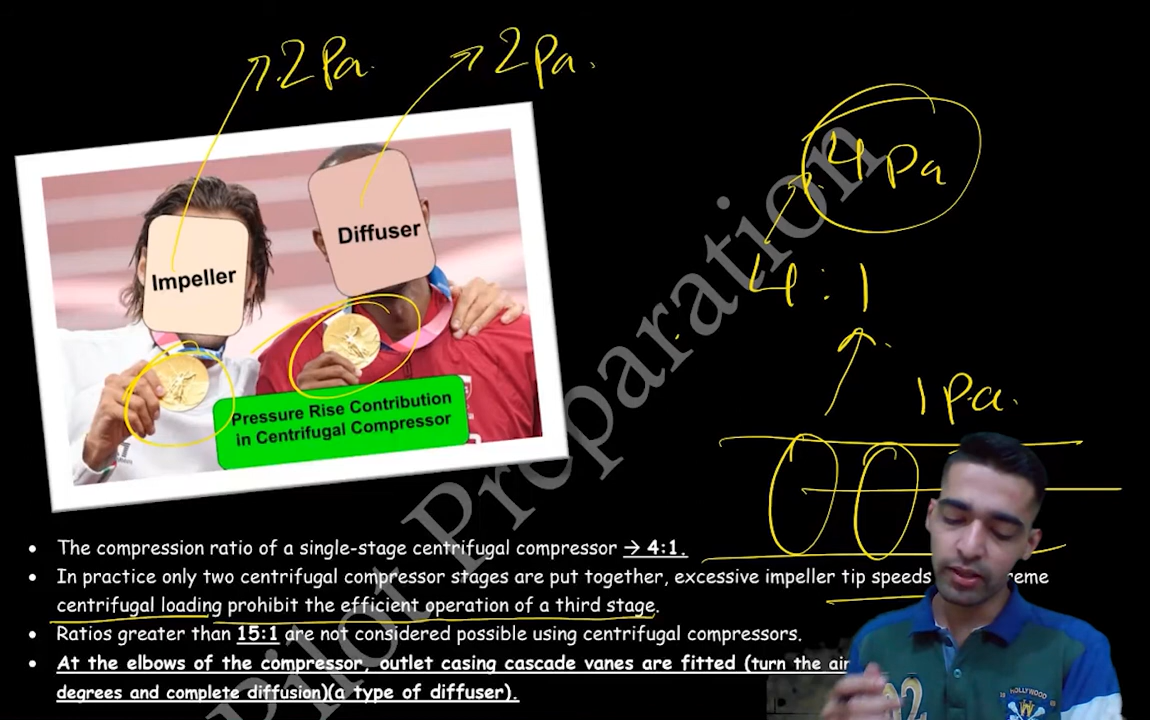 2 Pa.
2 Pa.
4 Pa
4 : 1
1 Pa.
Impeller
Diffuser
Pressure Rise Contribution
in Centrifugal Compressor
Pilot Preparation
• The compression ratio of a single-stage centrifugal compressor → 4:1.
• In practice only two centrifugal compressor stages are put together, excessive impeller tip speeds
centrifugal loading prohibit the efficient operation of a third stage.
• Ratios greater than 15:1 are not considered possible using centrifugal compressors.
• At the elbows of the compressor, outlet casing cascade vanes are fitted (turn the air
degrees and complete diffusion)(a type of diffuser).
HOLLYWOOD